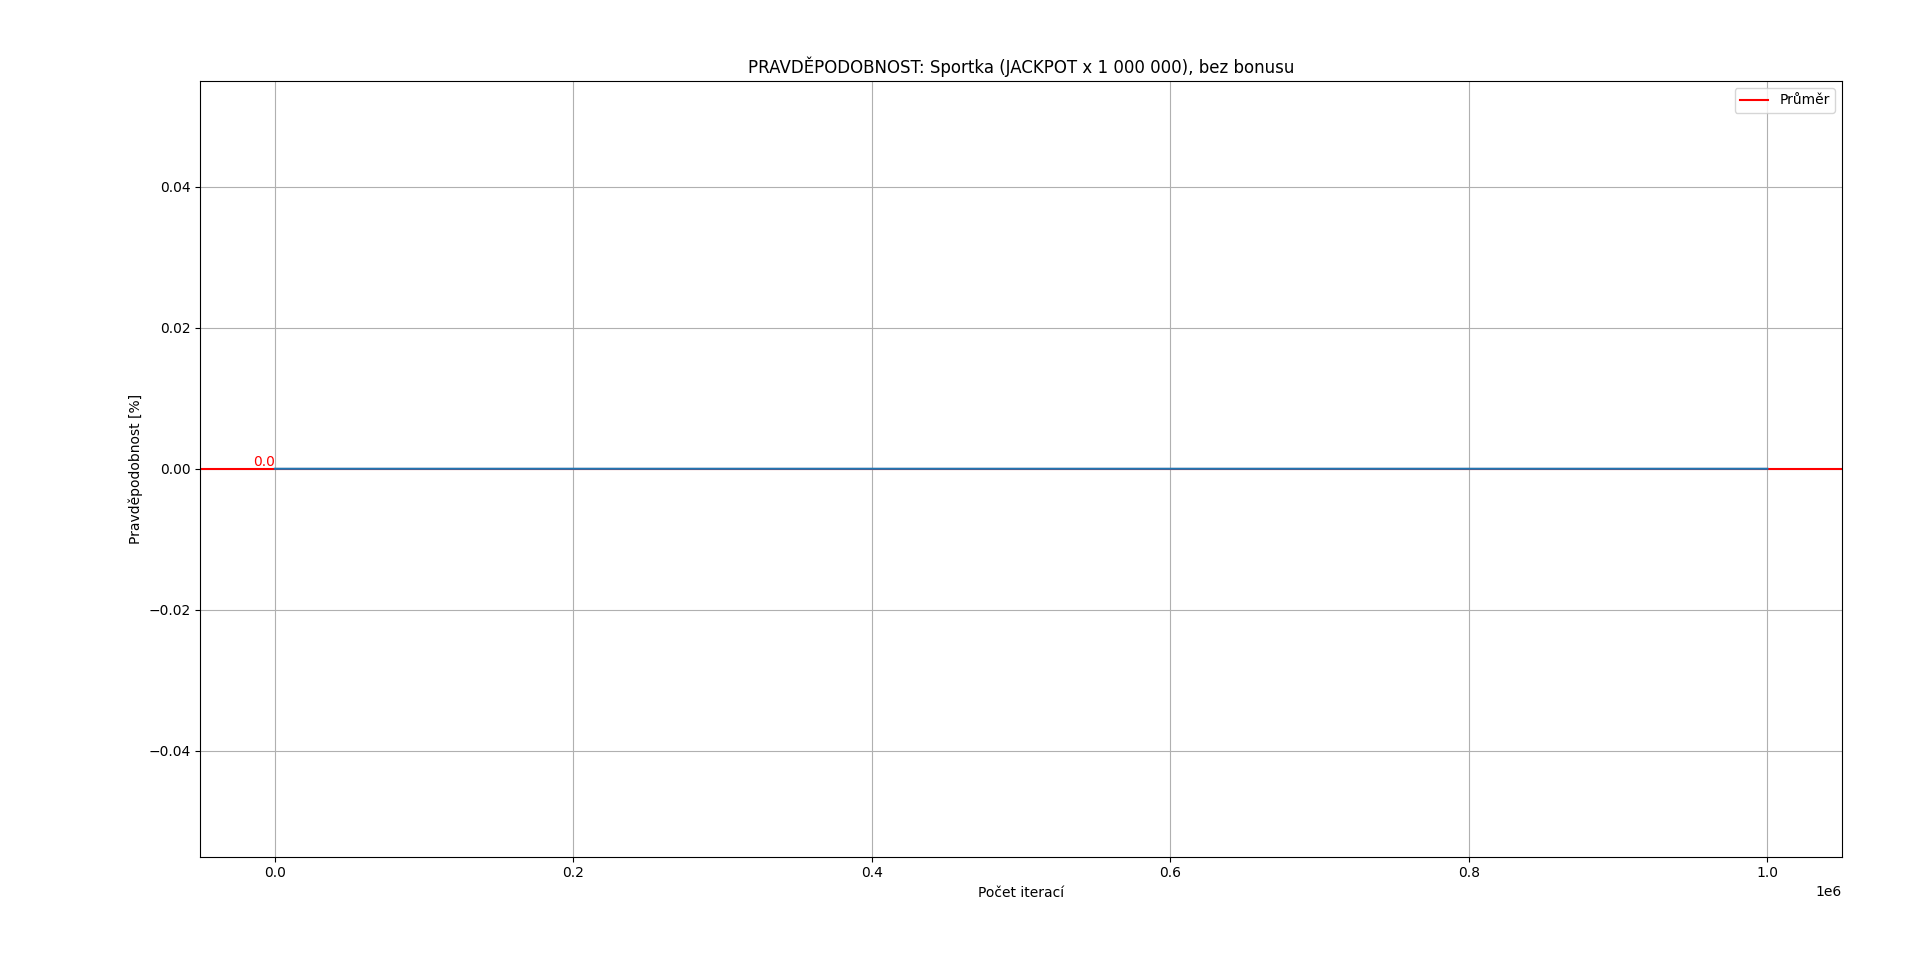 PRAVDĚPODOBNOST: Sportka (JACKPOT x 1 000 000), bez bonusu
Průměr
0.04
0.02
0.00
−0.02
−0.04
0.0
Pravděpodobnost [%]
0.0 0.2 0.4 0.6 0.8 1.0
Počet iterací
1e6